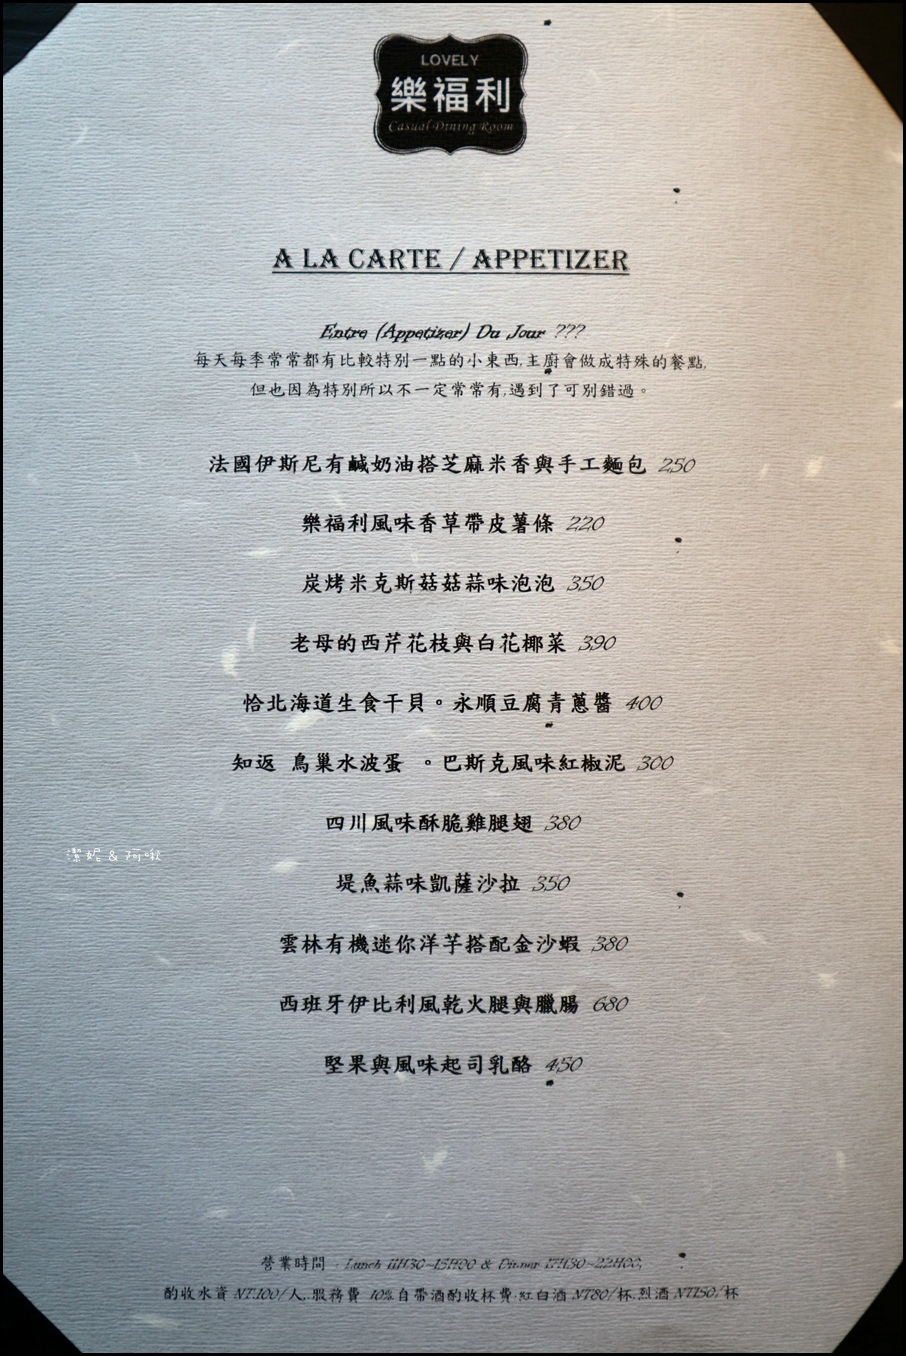 LOVELY
樂福利
Casual Dining Room
A LA CARTE / APPETIZER
Entre (Appetizer) Du Jour ???
每天每季常常都有比較特別一點的小東西,主廚會做成特殊的餐點,
但也因為特別所以不一定常常有,遇到了可別錯過。
法國伊斯尼有鹹奶油搭芝麻米香與手工麵包 250
樂福利風味香草帶皮薯條 220
炭烤米克斯菇菇蒜味泡泡 350
老母的西芹花枝與白花椰菜 390
恰北海道生食干貝。永順豆腐青蔥醬 400
知返 鳥巢水波蛋 。巴斯克風味紅椒泥 300
四川風味酥脆雞腿翅 380
堤魚蒜味凱薩沙拉 350
潔妮 & 阿啾
雲林有機迷你洋芋搭配金沙蝦 380
西班牙伊比利風乾火腿與臘腸 680
堅果與風味起司乳酪 450
營業時間 : Lunch 11H30~15H00 & Dinner 17H30~22H00,
酌收水資 NT.100/人,.服務費 10%自帶酒酌收杯費.紅白酒 NT80/杯.烈酒 NT150/杯